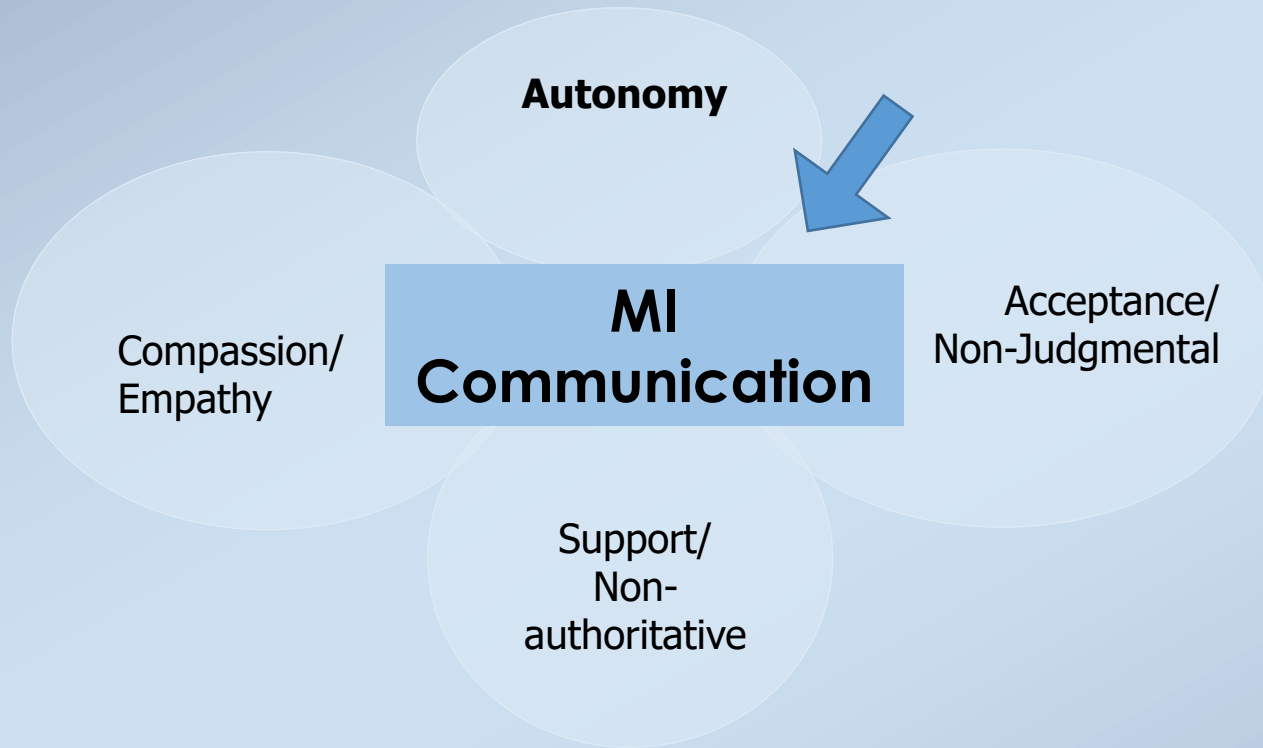 Autonomy
MI
Communication
Compassion/
Empathy
Acceptance/
Non-Judgmental
Support/
Non-
authoritative